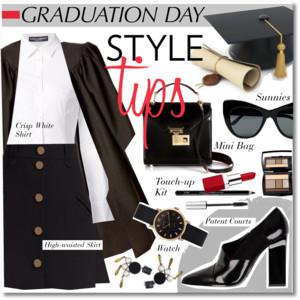 GRADUATION DAY
STYLE
tips
Crisp White
Shirt
Sunnies
Mini Bag
Touch-up
Kit
Patent Courts
High-waisted Skirt
Watch